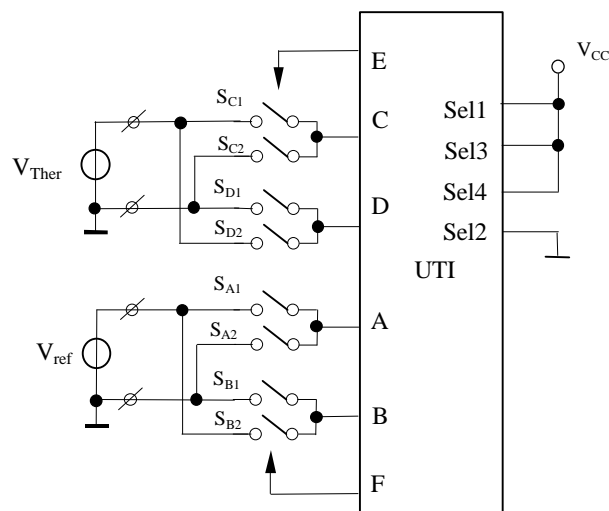 E
V_CC
S_C1
Sel1
C
S_C2
Sel3
V_Ther
Sel4
S_D1
D
Sel2
S_D2
UTI
S_A1
A
S_A2
V_ref
S_B1
B
S_B2
F